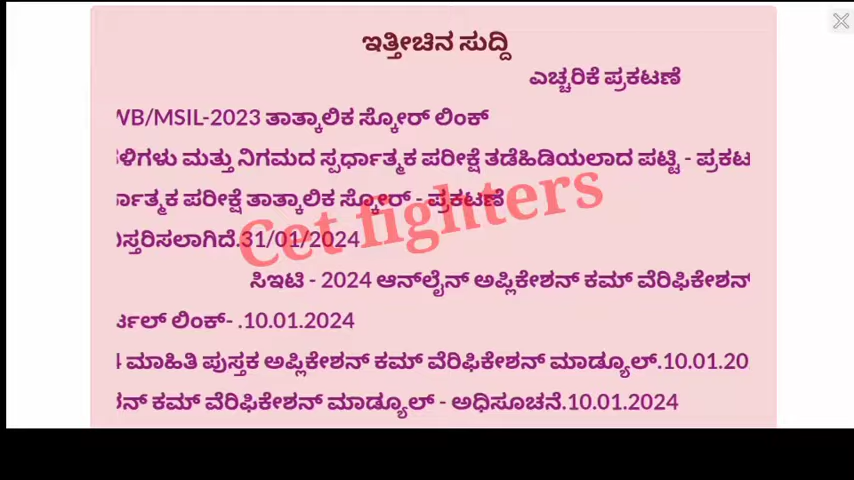 ಇತ್ತೀಚಿನ ಸುದ್ದಿ
ಎಚ್ಚರಿಕೆ ಪ್ರಕಟಣೆ
WB/MSIL-2023 ತಾತ್ಕಾಲಿಕ ಸ್ಕೋರ್ ಲಿಂಕ್
ಳಿಗಳು ಮತ್ತು ನಿಗಮದ ಸ್ಪರ್ಧಾತ್ಮಕ ಪರೀಕ್ಷೆ ತಡೆಹಿಡಿಯಲಾದ ಪಟ್ಟಿ - ಪ್ರಕಟ
ರ್ಧಾತ್ಮಕ ಪರೀಕ್ಷೆ ತಾತ್ಕಾಲಿಕ ಸ್ಕೋರ್ - ಪ್ರಕಟಣೆ
Cet fighters
ಸ್ತರಿಸಲಾಗಿದೆ.31/01/2024
ಸಿಇಟಿ - 2024 ಆನ್‌ಲೈನ್ ಅಪ್ಲಿಕೇಶನ್ ಕಮ್ ವೆರಿಫಿಕೇಶನ್
ರ್ಟಲ್ ಲಿಂಕ್- .10.01.2024
4 ಮಾಹಿತಿ ಪುಸ್ತಕ ಅಪ್ಲಿಕೇಶನ್ ಕಮ್ ವೆರಿಫಿಕೇಶನ್ ಮಾಡ್ಯೂಲ್.10.01.20
ಶನ್ ಕಮ್ ವೆರಿಫಿಕೇಶನ್ ಮಾಡ್ಯೂಲ್ - ಅಧಿಸೂಚನೆ.10.01.2024